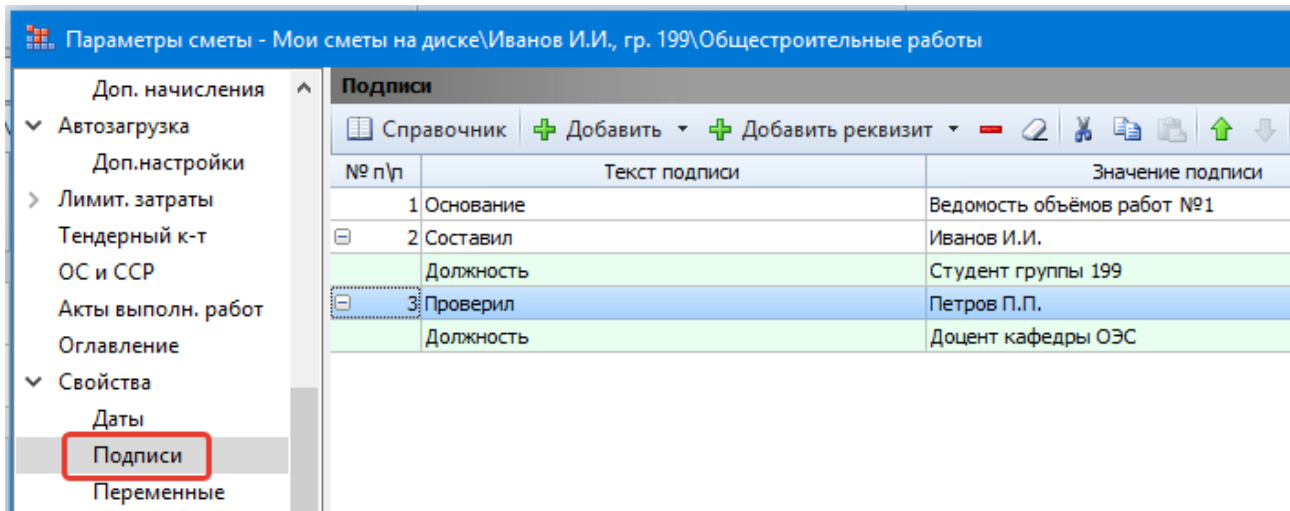 Параметры сметы - Мои сметы на диске\Иванов И.И., гр. 199\Общестроительные работы
Доп. начисления
Автозагрузка
Доп.настройки
Лимит. затраты
Тендерный к-т
ОС и ССР
Акты выполн. работ
Оглавление
Свойства
Даты
Подписи
Переменные
Подписи
Справочник Добавить Добавить реквизит
№ п\п Текст подписи Значение подписи
1 Основание Ведомость объёмов работ №1
2 Составил Иванов И.И.
Должность Студент группы 199
3 Проверил Петров П.П.
Должность Доцент кафедры ОЭС